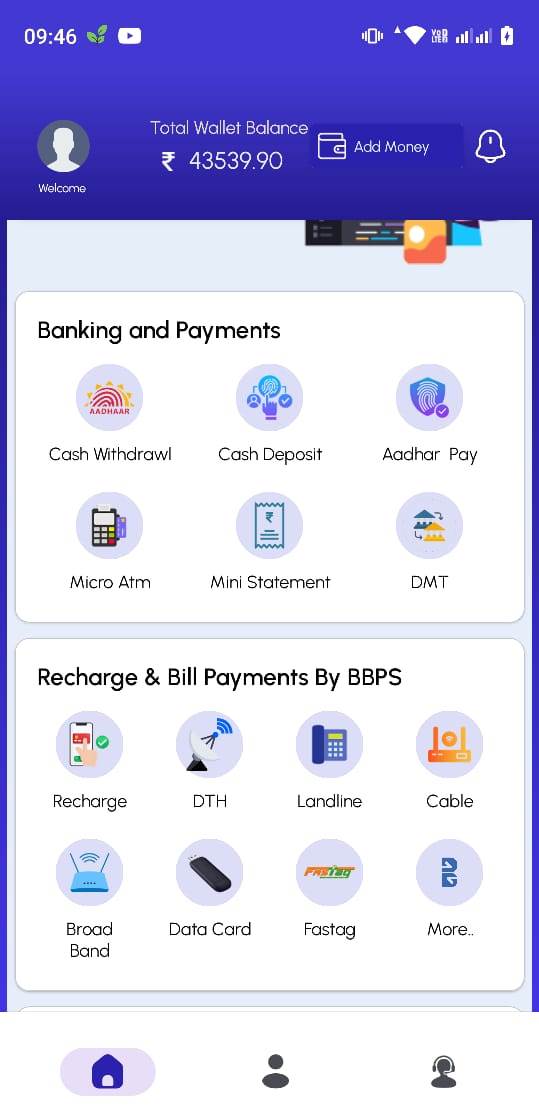 09:46
Vo)) LTE R
Total Wallet Balance
₹ 43539.90
Add Money
Welcome
Banking and Payments
AADHAAR
Cash Withdrawl
Cash Deposit
Aadhar Pay
₹
Micro Atm
Mini Statement
DMT
Recharge & Bill Payments By BBPS
Recharge
DTH
Landline
Cable
FASTag
Broad
Band
Data Card
Fastag
More..